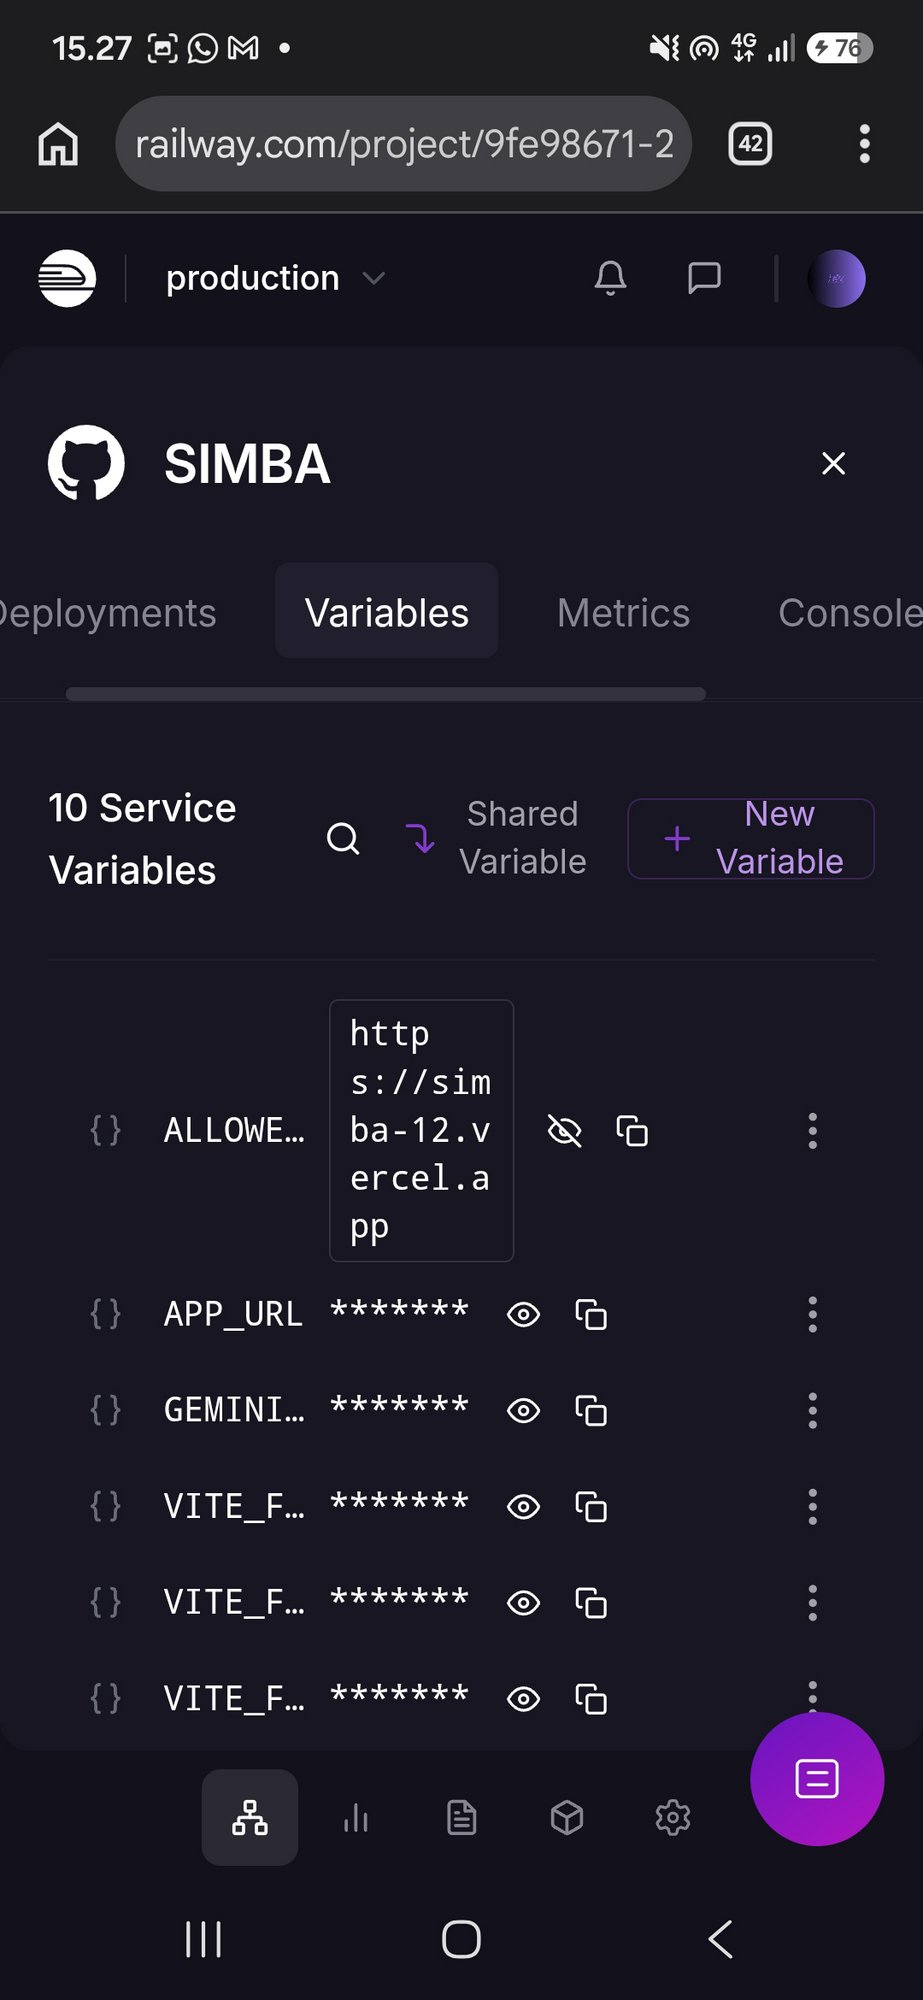 15.27
4G
76
railway.com/project/9fe98671-2
42
production
SIMBA
Deployments
Variables
Metrics
Console
10 Service
Variables
Shared
Variable
New
Variable
ALLOWE…
http
s://sim
ba-12.v
ercel.a
pp
APP_URL *******
GEMINI… *******
VITE_F… *******
VITE_F… *******
VITE_F… *******